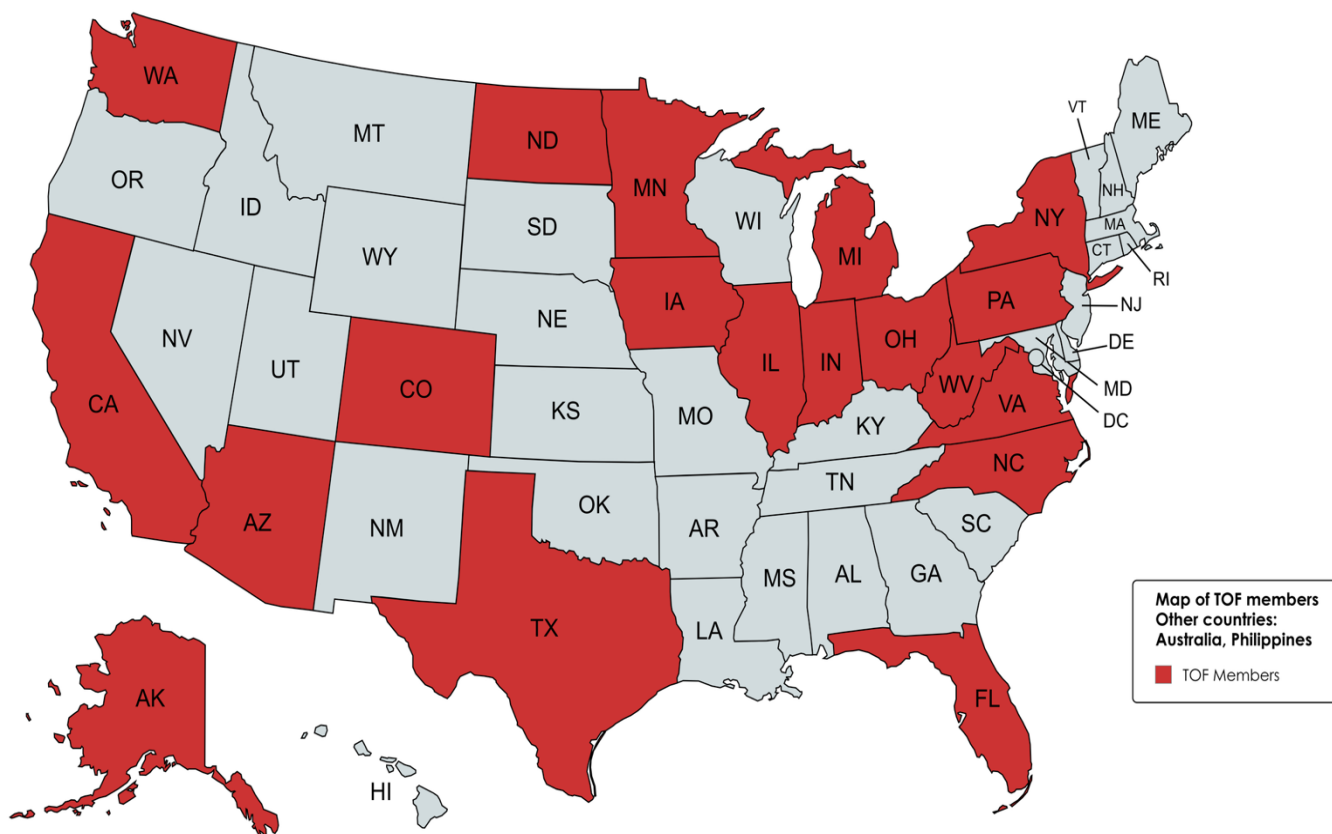 WA
MT
ND
MN
VT
ME
OR
ID
SD
WI
NH
NY
MA
WY
MI
CT
RI
IA
PA
NJ
NE
NV
OH
UT
IL
IN
DE
CO
WV
MD
CA
KS
MO
VA
KY
DC
NC
TN
OK
AZ
NM
AR
SC
MS
AL
GA
TX
LA
AK
FL
HI
Map of TOF members
Other countries:
Australia, Philippines
TOF Members